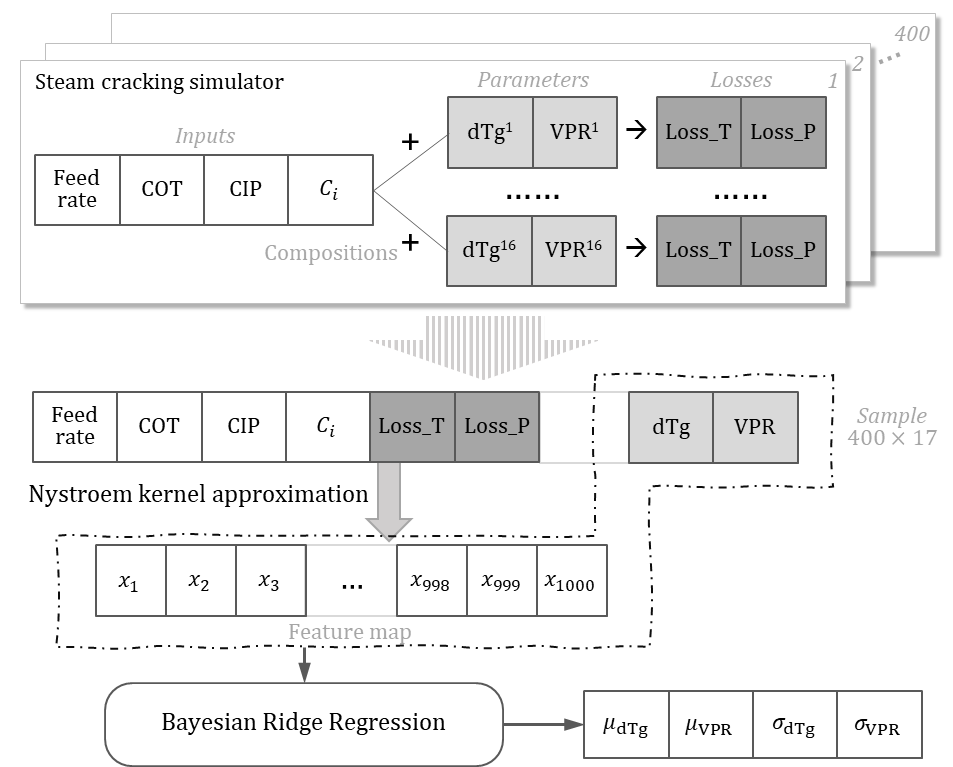 400
2
1
Steam cracking simulator
Parameters
Losses
Inputs
+
dTg¹ VPR¹ → Loss_T Loss_P
Feed rate COT CIP Cᵢ
...... ......
Compositions
+
dTg¹⁶ VPR¹⁶ → Loss_T Loss_P
Feed rate COT CIP Cᵢ Loss_T Loss_P dTg VPR
Sample
400 × 17
Nystroem kernel approximation
x₁ x₂ x₃ ... x₉₉₈ x₉₉₉ x₁₀₀₀
Feature map
Bayesian Ridge Regression
μ_dTg μ_VPR σ_dTg σ_VPR